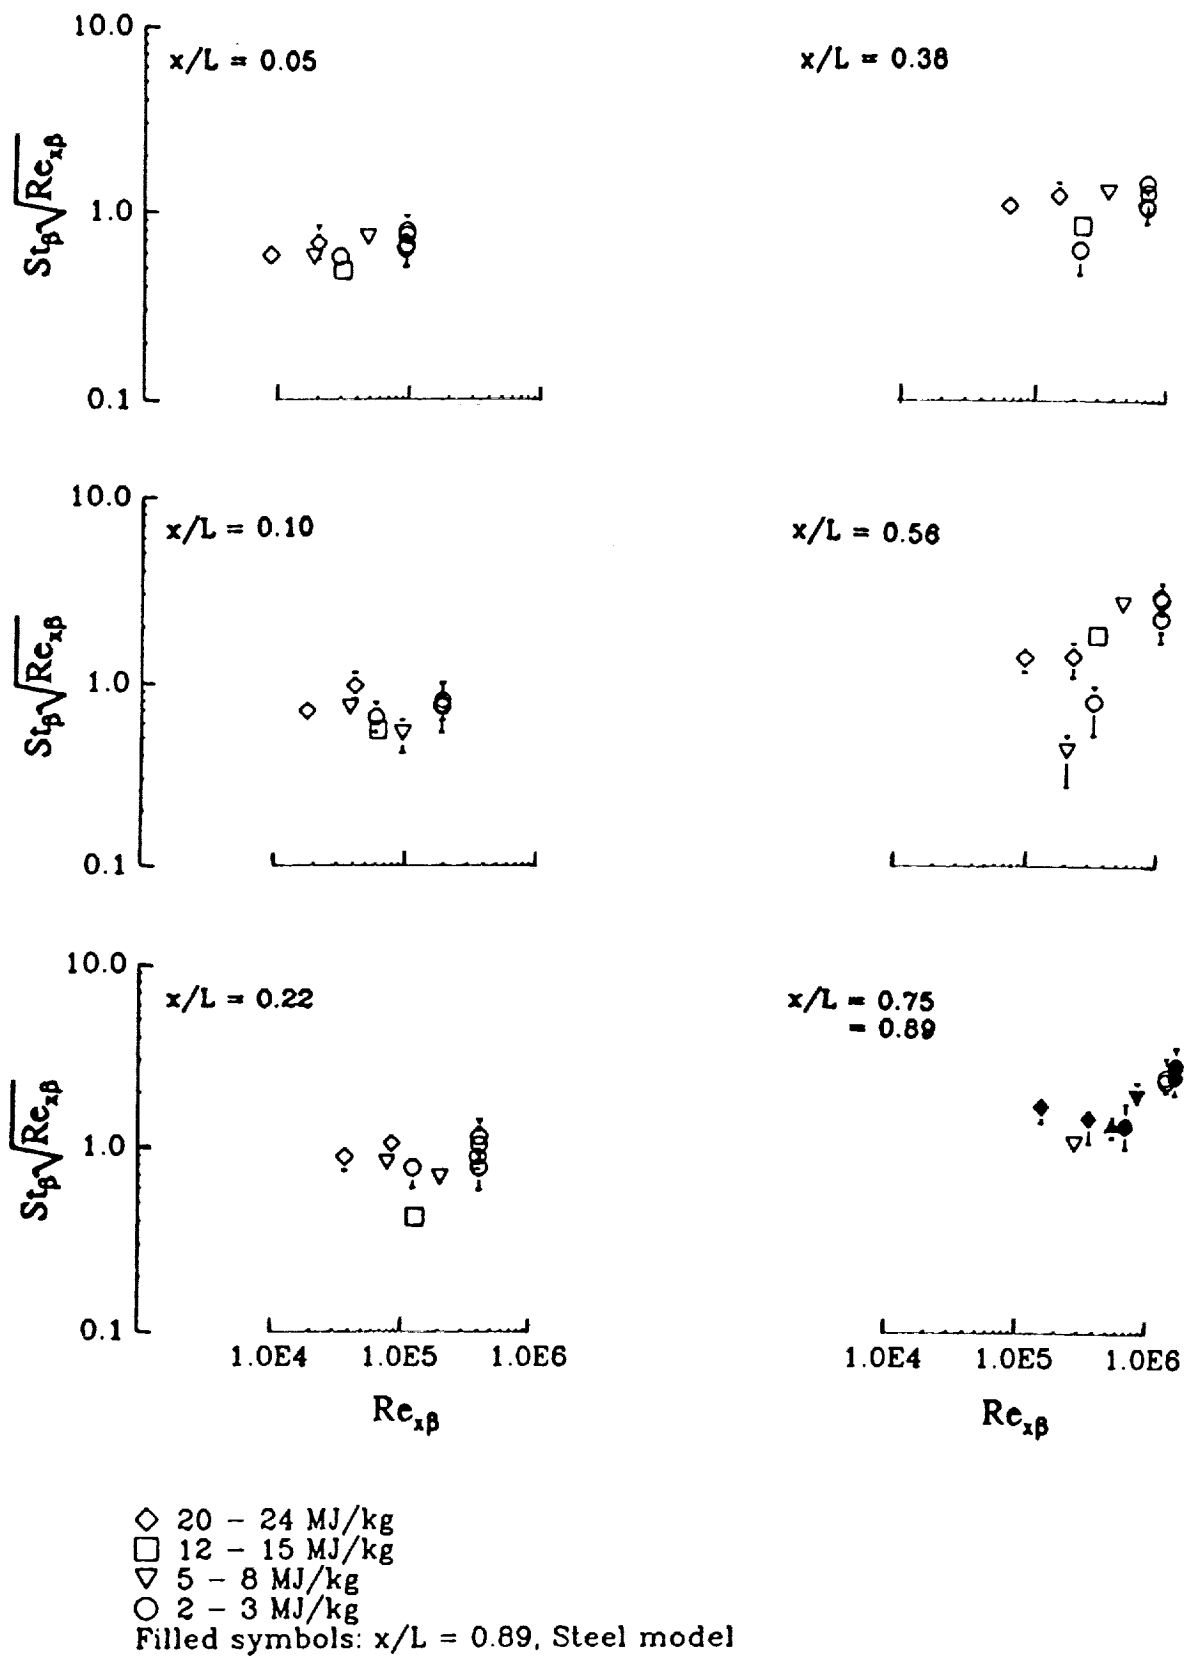 10.0
x/L = 0.05
x/L = 0.38
St_β√Re_xβ
1.0
0.1
10.0
x/L = 0.10
x/L = 0.56
St_β√Re_xβ
1.0
0.1
10.0
x/L = 0.22
x/L = 0.75
= 0.89
St_β√Re_xβ
1.0
0.1
1.0E4 1.0E5 1.0E6
1.0E4 1.0E5 1.0E6
Re_xβ
Re_xβ
20 – 24 MJ/kg
12 – 15 MJ/kg
5 – 8 MJ/kg
2 – 3 MJ/kg
Filled symbols: x/L = 0.89, Steel model